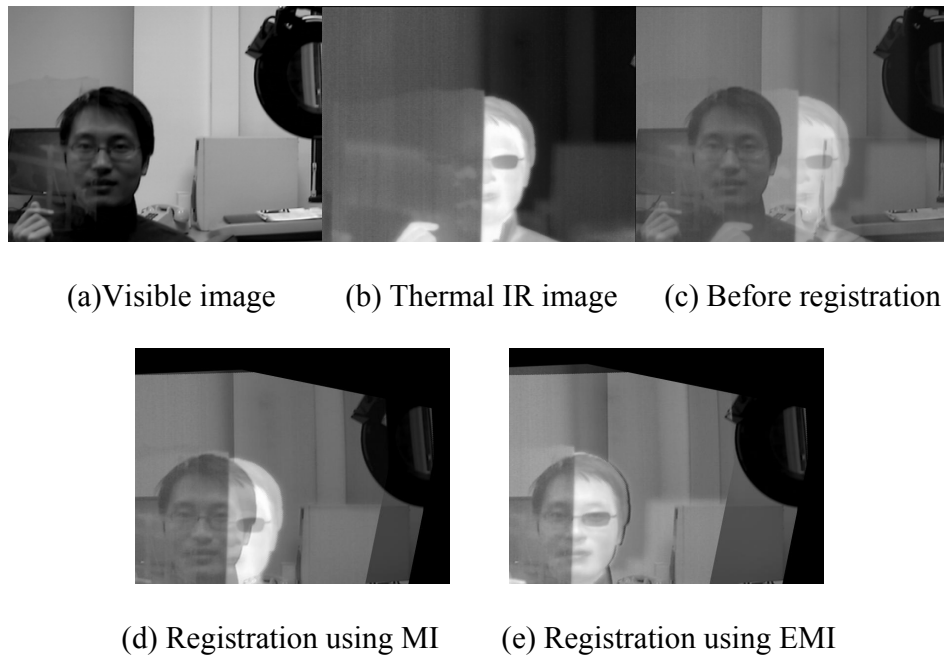 (a)Visible image
(b) Thermal IR image
(c) Before registration
(d) Registration using MI
(e) Registration using EMI